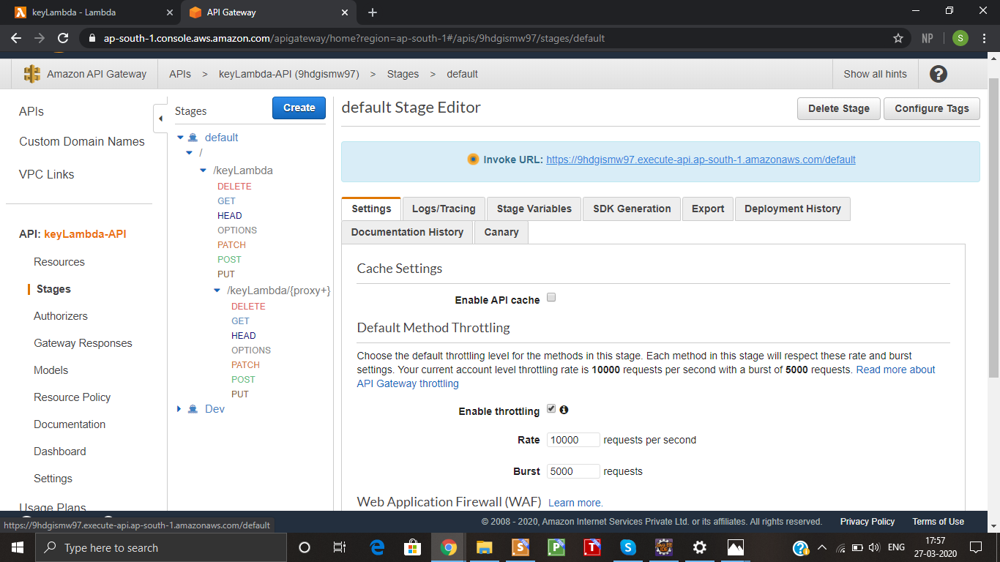 keyLambda - Lambda
API Gateway
ap-south-1.console.aws.amazon.com/apigateway/home?region=ap-south-1#/apis/9hdgismw97/stages/default
NP
S
Amazon API Gateway
APIs > keyLambda-API (9hdgismw97) > Stages > default
Show all hints
?
APIs
Custom Domain Names
VPC Links
API: keyLambda-API
Resources
Stages
Authorizers
Gateway Responses
Models
Resource Policy
Documentation
Dashboard
Settings
Usage Plans
Stages
Create
default
/
/keyLambda
DELETE
GET
HEAD
OPTIONS
PATCH
POST
PUT
/keyLambda/{proxy+}
DELETE
GET
HEAD
OPTIONS
PATCH
POST
PUT
Dev
default Stage Editor
Delete Stage
Configure Tags
Invoke URL: https://9hdgismw97.execute-api.ap-south-1.amazonaws.com/default
Settings
Logs/Tracing
Stage Variables
SDK Generation
Export
Deployment History
Documentation History
Canary
Cache Settings
Enable API cache
Default Method Throttling
Choose the default throttling level for the methods in this stage. Each method in this stage will respect these rate and burst
settings. Your current account level throttling rate is 10000 requests per second with a burst of 5000 requests. Read more about
API Gateway throttling
Enable throttling
Rate 10000 requests per second
Burst 5000 requests
Web Application Firewall (WAF) Learn more.
https://9hdgismw97.execute-api.ap-south-1.amazonaws.com/default
© 2008 - 2020, Amazon Internet Services Private Ltd. or its affiliates. All rights reserved.
Privacy Policy
Terms of Use
Type here to search
ENG
17:57
27-03-2020